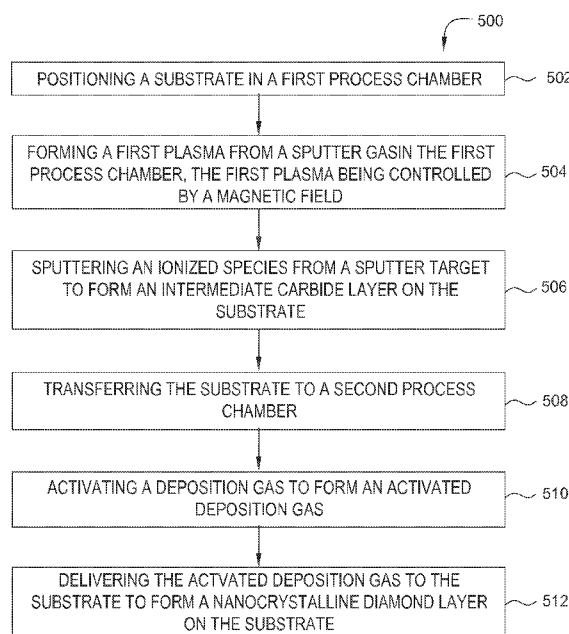 500
POSITIONING A SUBSTRATE IN A FIRST PROCESS CHAMBER
502
FORMING A FIRST PLASMA FROM A SPUTTER GASIN THE FIRST
PROCESS CHAMBER, THE FIRST PLASMA BEING CONTROLLED
BY A MAGNETIC FIELD
504
SPUTTERING AN IONIZED SPECIES FROM A SPUTTER TARGET
TO FORM AN INTERMEDIATE CARBIDE LAYER ON THE
SUBSTRATE
506
TRANSFERRING THE SUBSTRATE TO A SECOND PROCESS
CHAMBER
508
ACTIVATING A DEPOSITION GAS TO FORM AN ACTIVATED
DEPOSITION GAS
510
DELIVERING THE ACTVATED DEPOSITION GAS TO THE
SUBSTRATE TO FORM A NANOCRYSTALLINE DIAMOND LAYER
ON THE SUBSTRATE
512